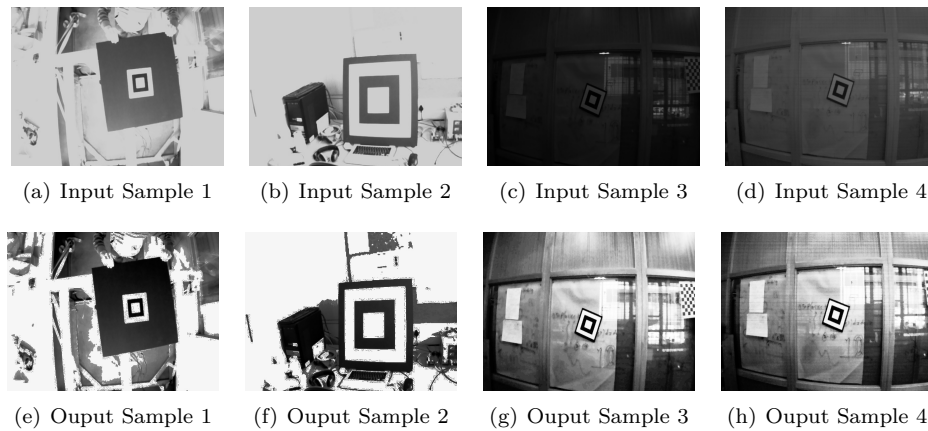 (a) Input Sample 1
(b) Input Sample 2
(c) Input Sample 3
(d) Input Sample 4
(e) Ouput Sample 1
(f) Ouput Sample 2
(g) Ouput Sample 3
(h) Ouput Sample 4